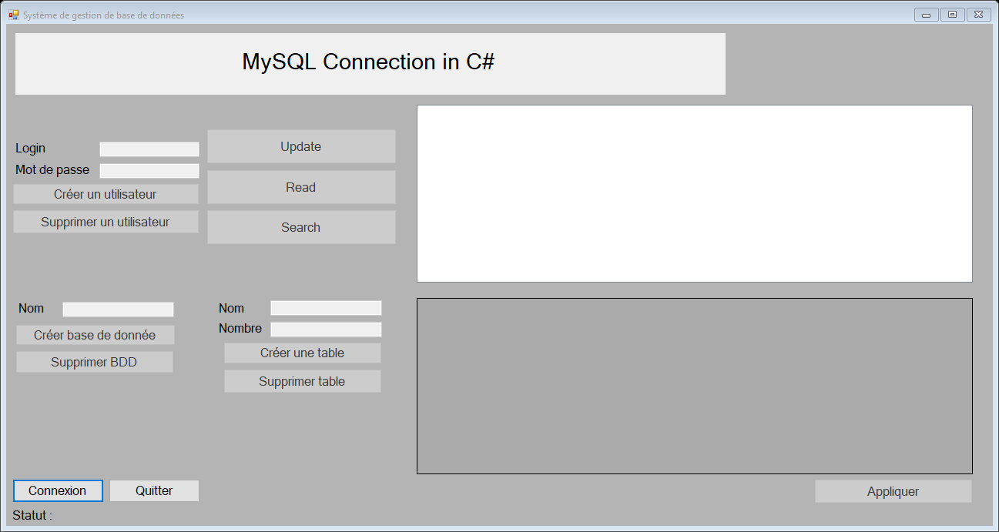 Système de gestion de base de données
MySQL Connection in C#
Login
Mot de passe
Créer un utilisateur
Supprimer un utilisateur
Update
Read
Search
Nom
Créer base de donnée
Supprimer BDD
Nom
Nombre
Créer une table
Supprimer table
Connexion
Quitter
Appliquer
Statut :